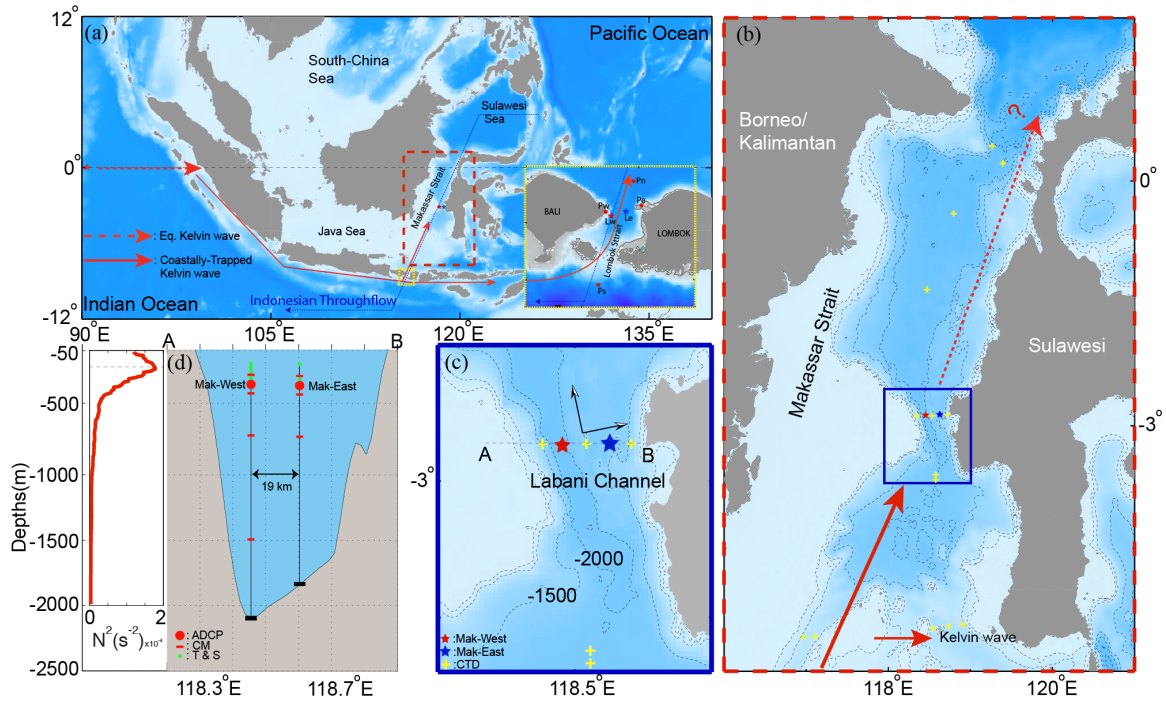 12°
(a)
Pacific Ocean
South-China
Sea
6°
Sulawesi
Sea
0°
Makassar Strait
Pn
Pw
Pe
BALI
Lw
Le
Lombok Strait
LOMBOK
Java Sea
-6°
: Eq. Kelvin wave
: Coastally-Trapped
Kelvin wave
Ps
Indian Ocean
Indonesian Throughflow
-12°
90°E
105°E
120°E
135°E
(b)
?
Borneo/
Kalimantan
0°
Makassar Strait
Sulawesi
-3°
Kelvin wave
118°E
120°E
A
B
-50
(d)
Mak-West
Mak-East
-500
-1000
19 km
-1500
-2000
-2500
Depths(m)
0
2
N²(s⁻²)x10⁻⁴
: ADCP
: CM
: T & S
118.3°E
118.7°E
(c)
A
B
-3°
Labani Channel
-2000
-1500
:Mak-West
:Mak-East
:CTD
118.5°E